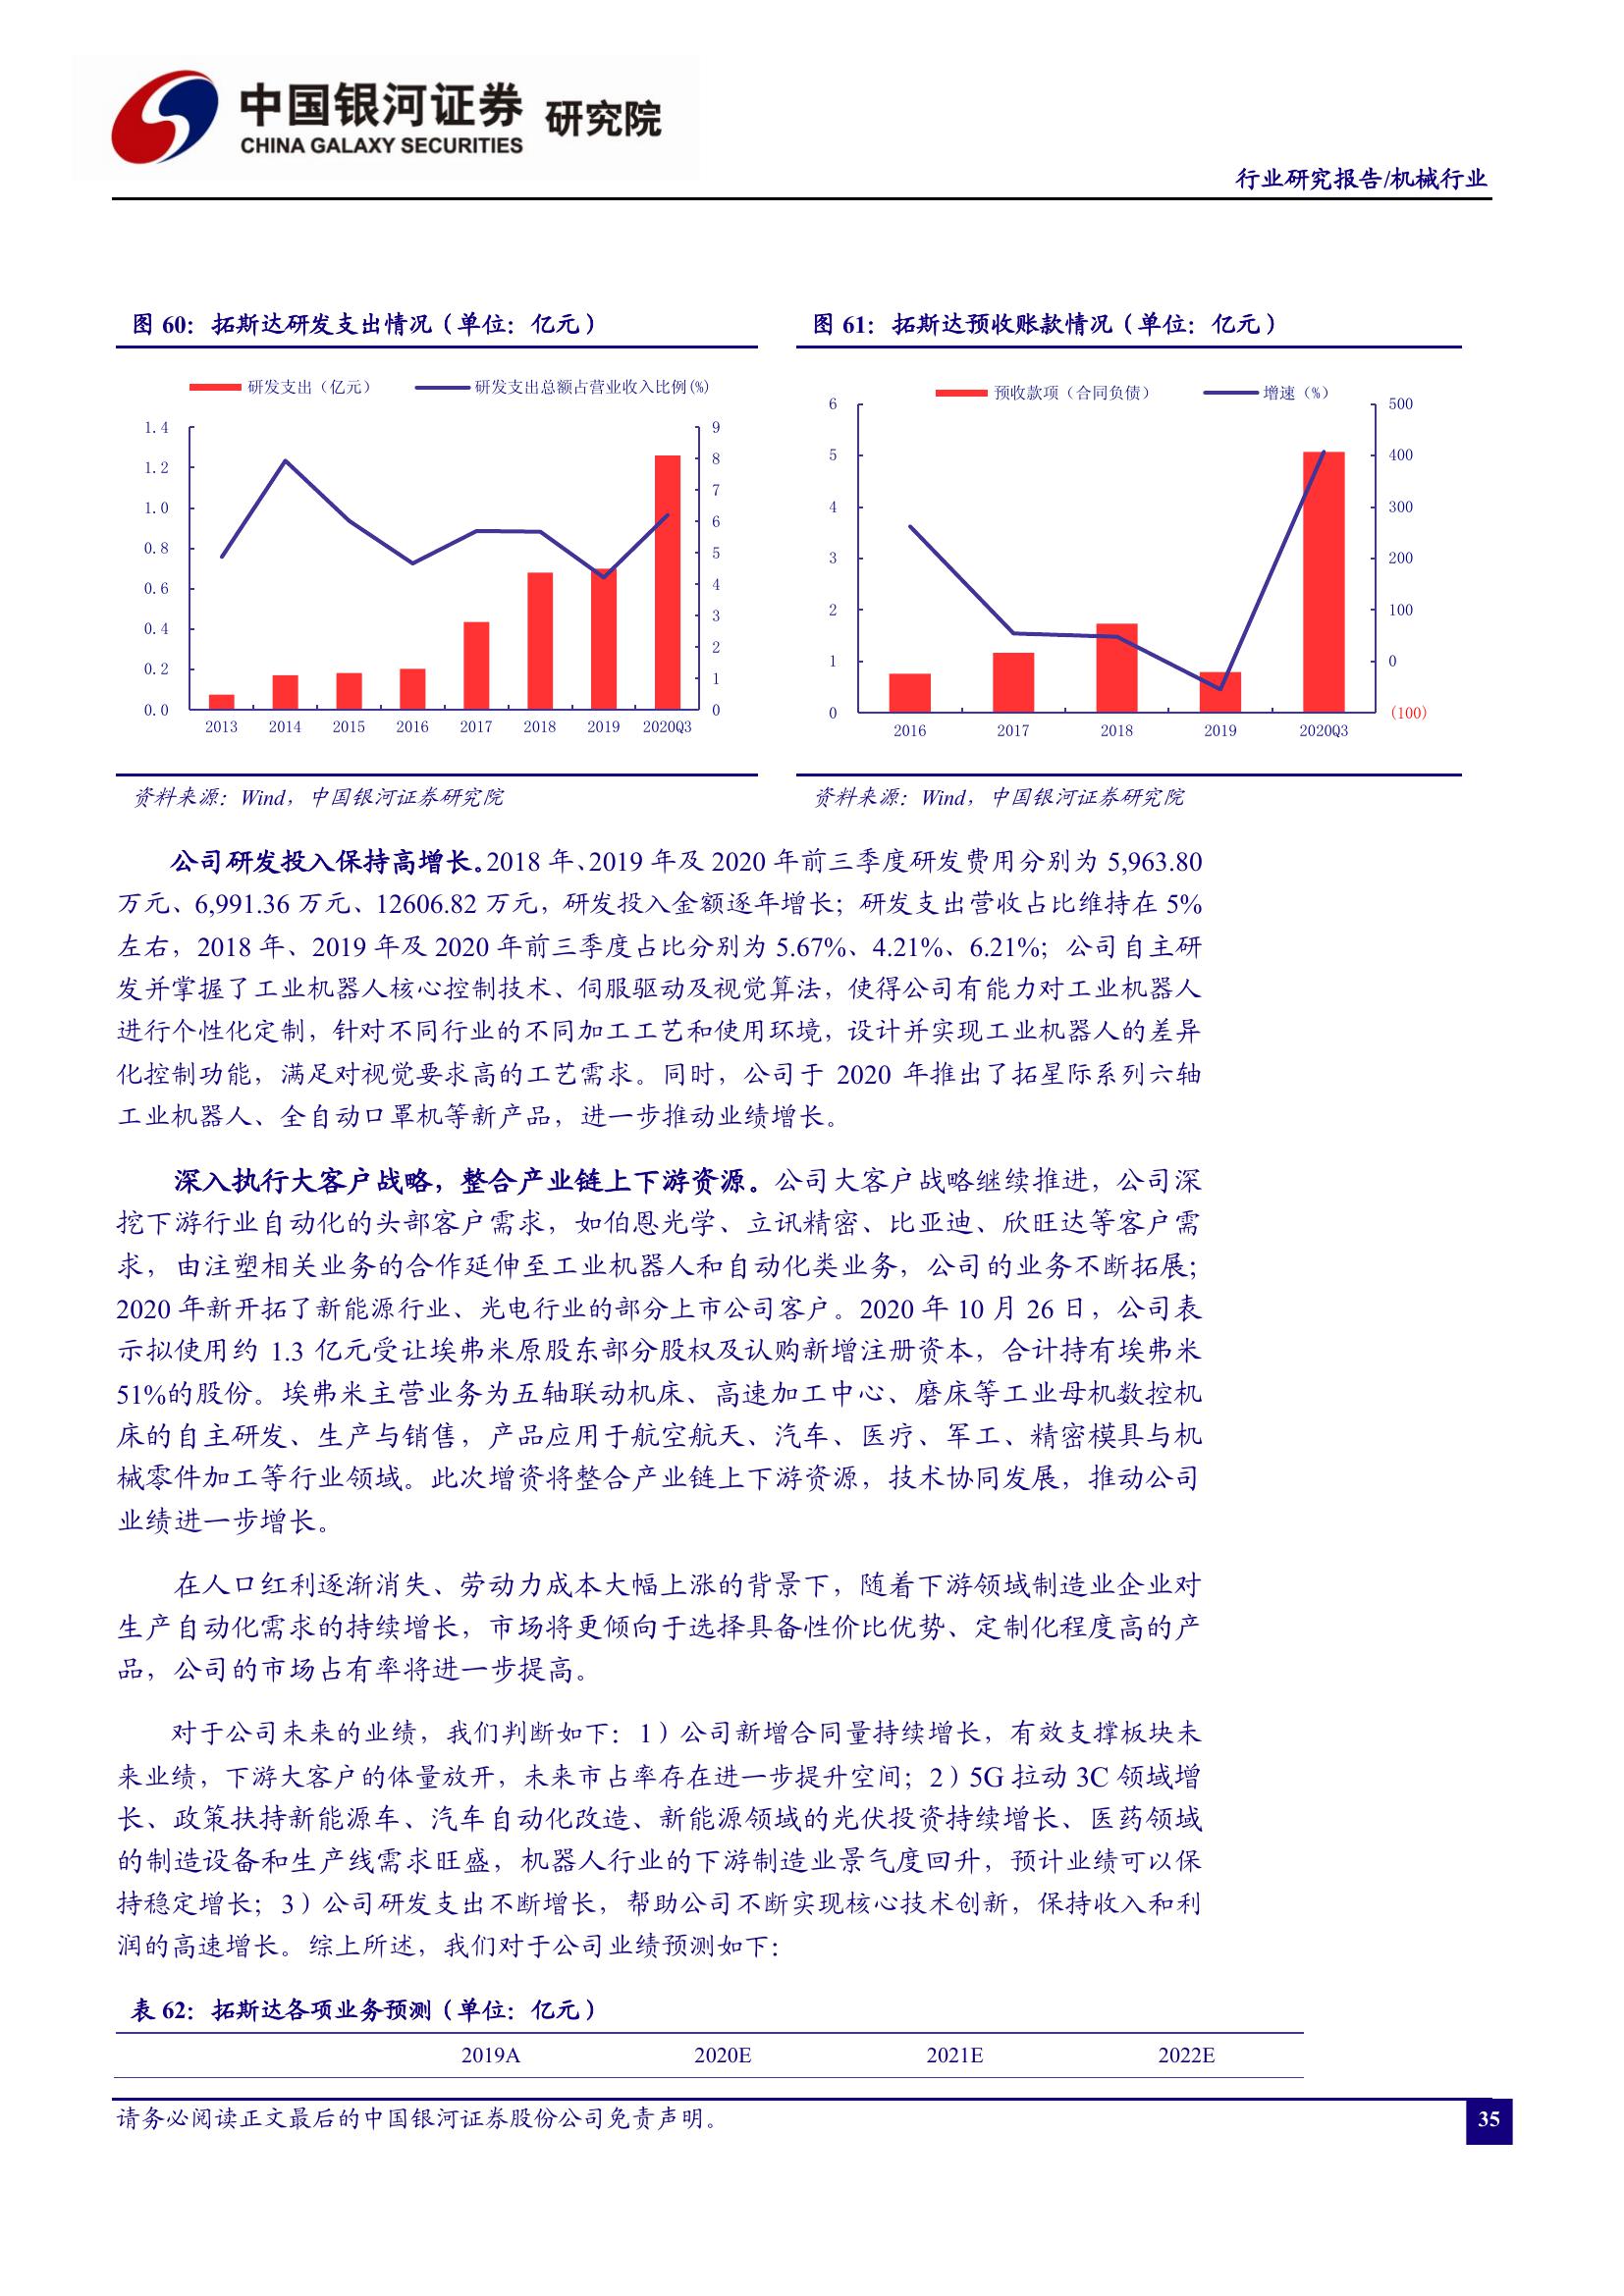 中国银河证券 研究院
CHINA GALAXY SECURITIES
行业研究报告/机械行业
图 60：拓斯达研发支出情况（单位：亿元）
研发支出（亿元） 研发支出总额占营业收入比例(%)
1.4 9
1.2 8
1.0 7
0.8 6
0.6 5
0.4 4
0.2 3
0.0 2
1
0
2013 2014 2015 2016 2017 2018 2019 2020Q3
资料来源：Wind，中国银河证券研究院
图 61：拓斯达预收账款情况（单位：亿元）
预收款项（合同负债） 增速（%）
6 500
5 400
4 300
3 200
2 100
1 0
0 (100)
2016 2017 2018 2019 2020Q3
资料来源：Wind，中国银河证券研究院
公司研发投入保持高增长。2018 年、2019 年及 2020 年前三季度研发费用分别为 5,963.80
万元、6,991.36 万元、12606.82 万元，研发投入金额逐年增长；研发支出营收占比维持在 5%
左右，2018 年、2019 年及 2020 年前三季度占比分别为 5.67%、4.21%、6.21%；公司自主研
发并掌握了工业机器人核心控制技术、伺服驱动及视觉算法，使得公司有能力对工业机器人
进行个性化定制，针对不同行业的不同加工工艺和使用环境，设计并实现工业机器人的差异
化控制功能，满足对视觉要求高的工艺需求。同时，公司于 2020 年推出了拓星际系列六轴
工业机器人、全自动口罩机等新产品，进一步推动业绩增长。
深入执行大客户战略，整合产业链上下游资源。公司大客户战略继续推进，公司深
挖下游行业自动化的头部客户需求，如伯恩光学、立讯精密、比亚迪、欣旺达等客户需
求，由注塑相关业务的合作延伸至工业机器人和自动化类业务，公司的业务不断拓展；
2020 年新开拓了新能源行业、光电行业的部分上市公司客户。2020 年 10 月 26 日，公司表
示拟使用约 1.3 亿元受让埃弗米原股东部分股权及认购新增注册资本，合计持有埃弗米
51%的股份。埃弗米主营业务为五轴联动机床、高速加工中心、磨床等工业母机数控机
床的自主研发、生产与销售，产品应用于航空航天、汽车、医疗、军工、精密模具与机
械零件加工等行业领域。此次增资将整合产业链上下游资源，技术协同发展，推动公司
业绩进一步增长。
在人口红利逐渐消失、劳动力成本大幅上涨的背景下，随着下游领域制造业企业对
生产自动化需求的持续增长，市场将更倾向于选择具备性价比优势、定制化程度高的产
品，公司的市场占有率将进一步提高。
对于公司未来的业绩，我们判断如下：1）公司新增合同量持续增长，有效支撑板块未
来业绩，下游大客户的体量放开，未来市占率存在进一步提升空间；2）5G 拉动 3C 领域增
长、政策扶持新能源车、汽车自动化改造、新能源领域的光伏投资持续增长、医药领域
的制造设备和生产线需求旺盛，机器人行业的下游制造业景气度回升，预计业绩可以保
持稳定增长；3）公司研发支出不断增长，帮助公司不断实现核心技术创新，保持收入和利
润的高速增长。综上所述，我们对于公司业绩预测如下：
表 62：拓斯达各项业务预测（单位：亿元）
2019A 2020E 2021E 2022E
请务必阅读正文最后的中国银河证券股份公司免责声明。
35